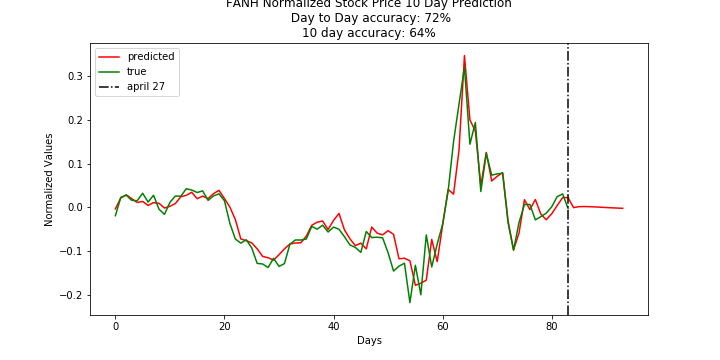 FANH Normalized Stock Price 10 Day Prediction
Day to Day accuracy: 72%
10 day accuracy: 64%
predicted
true
april 27
Normalized Values
0.3
0.2
0.1
0.0
−0.1
−0.2
0
20
40
60
80
Days